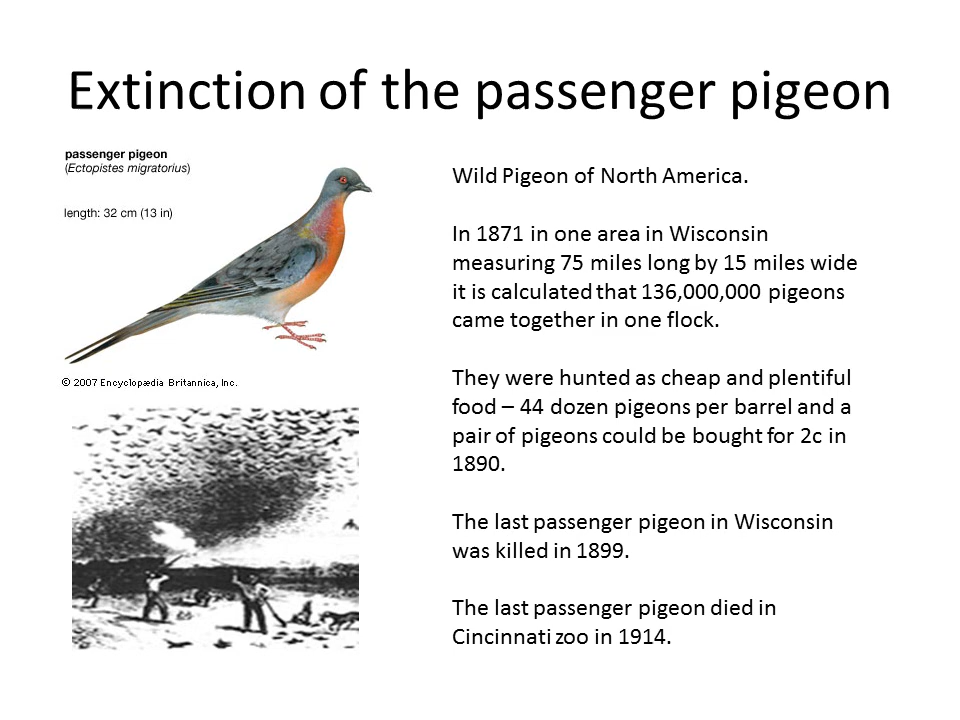 Extinction of the passenger pigeon
passenger pigeon
(Ectopistes migratorius)
length: 32 cm (13 in)
© 2007 Encyclopædia Britannica, Inc.
Wild Pigeon of North America.
In 1871 in one area in Wisconsin
measuring 75 miles long by 15 miles wide
it is calculated that 136,000,000 pigeons
came together in one flock.
They were hunted as cheap and plentiful
food – 44 dozen pigeons per barrel and a
pair of pigeons could be bought for 2c in
1890.
The last passenger pigeon in Wisconsin
was killed in 1899.
The last passenger pigeon died in
Cincinnati zoo in 1914.